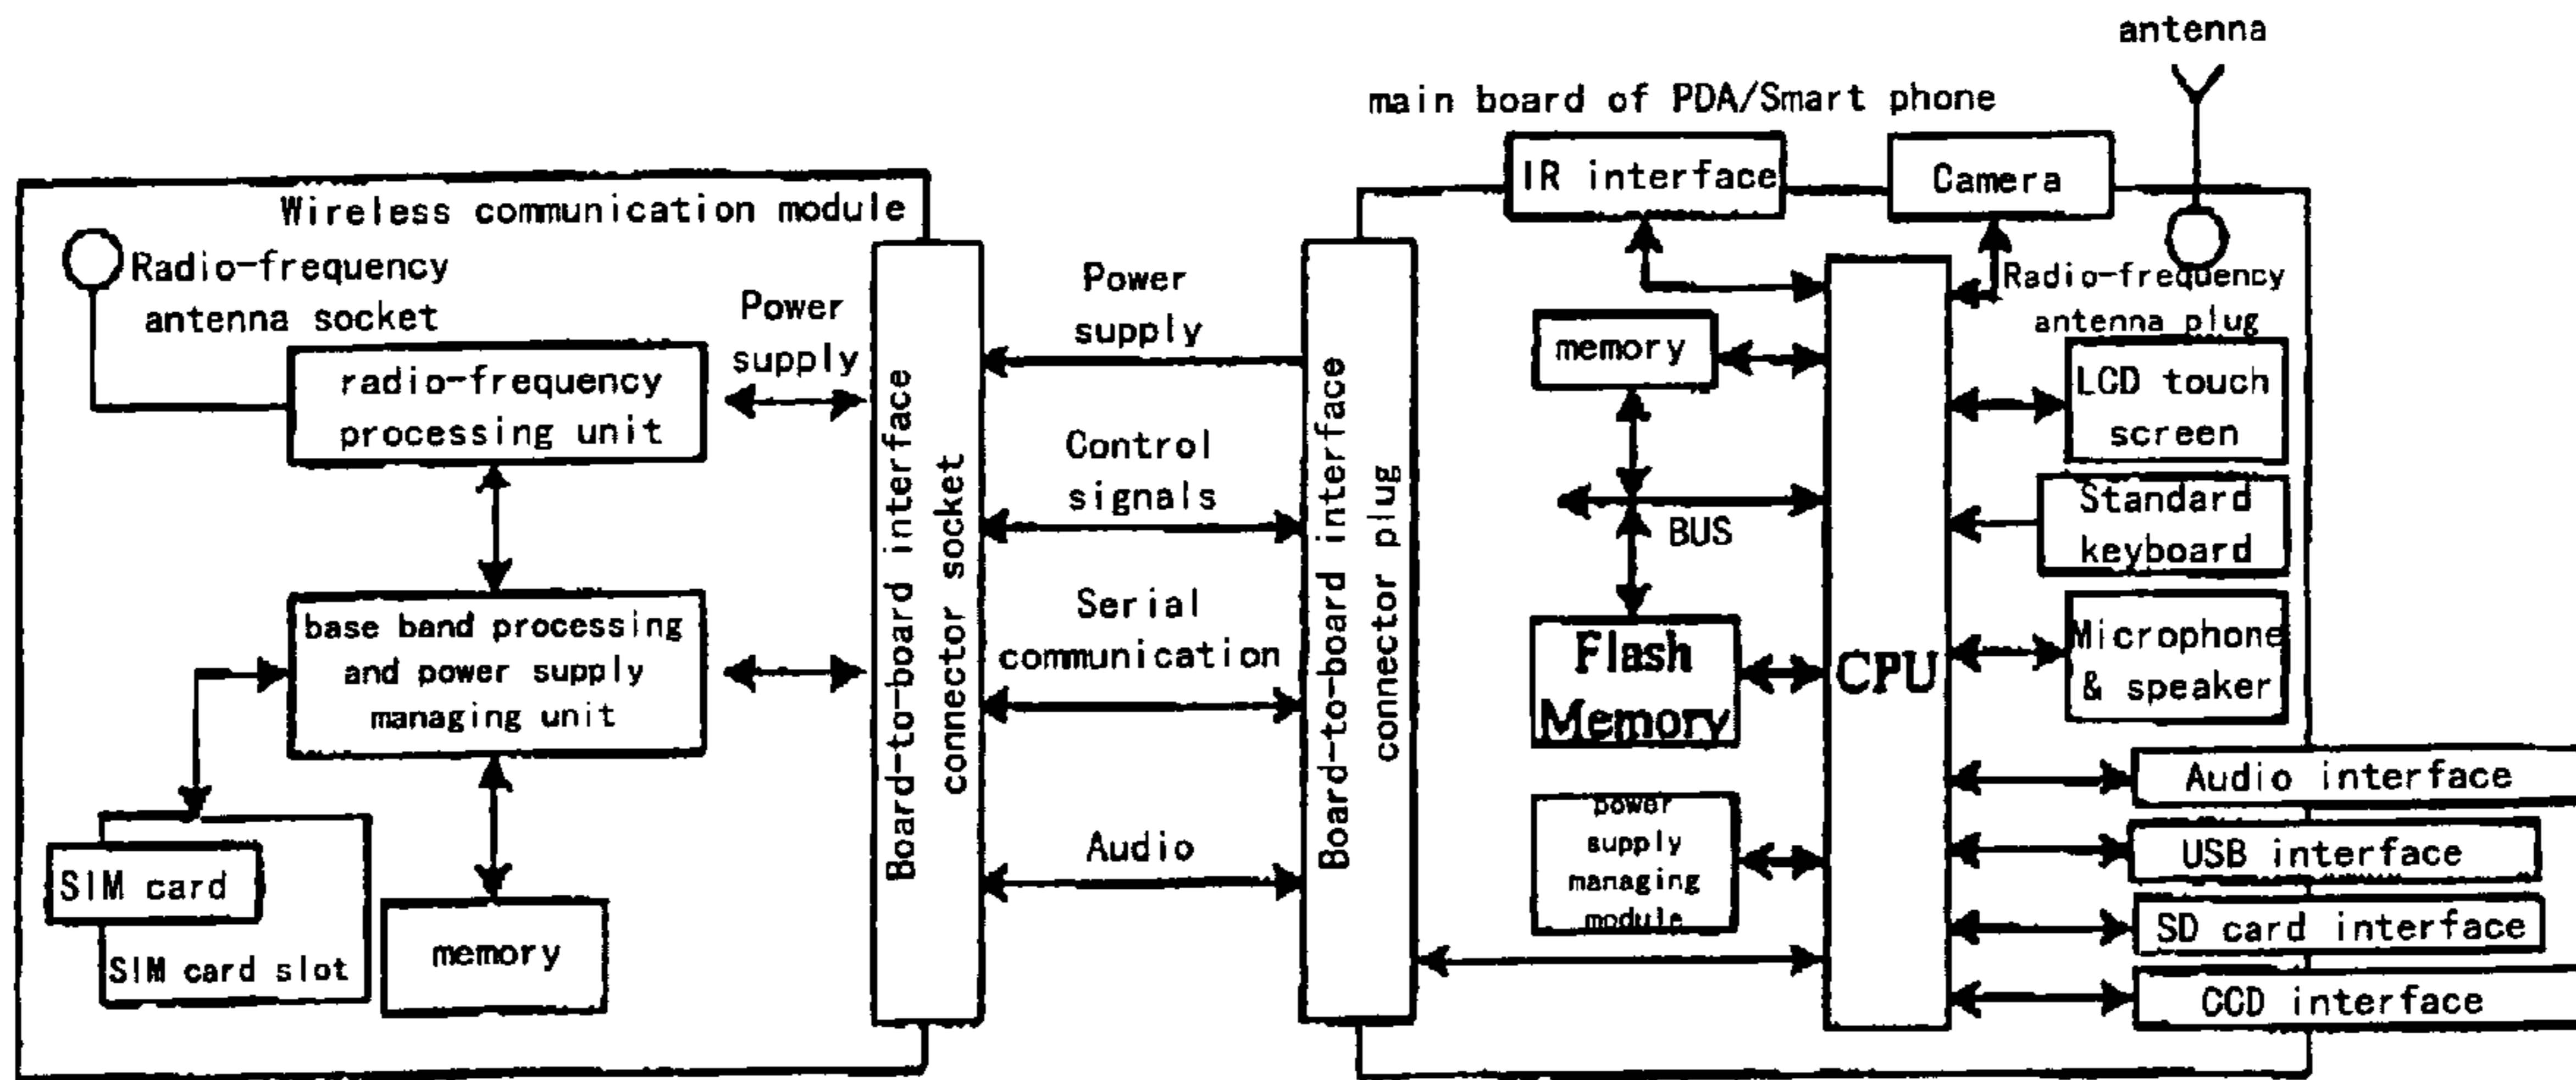 antenna
main board of PDA/Smart phone
IR interface
Camera
Wireless communication module
Radio-frequency
antenna socket
Power
supply
radio-frequency
processing unit
base band processing
and power supply
managing unit
SIM card
SIM card slot
memory
Board-to-board interface
connector socket
Power
supply
Control
signals
Serial
communication
Audio
Board-to-board interface
connector plug
memory
BUS
Flash
Memory
power
supply
managing
module
CPU
Radio-frequency
antenna plug
LCD touch
screen
Standard
keyboard
Microphone
& speaker
Audio interface
USB interface
SD card interface
CCD interface